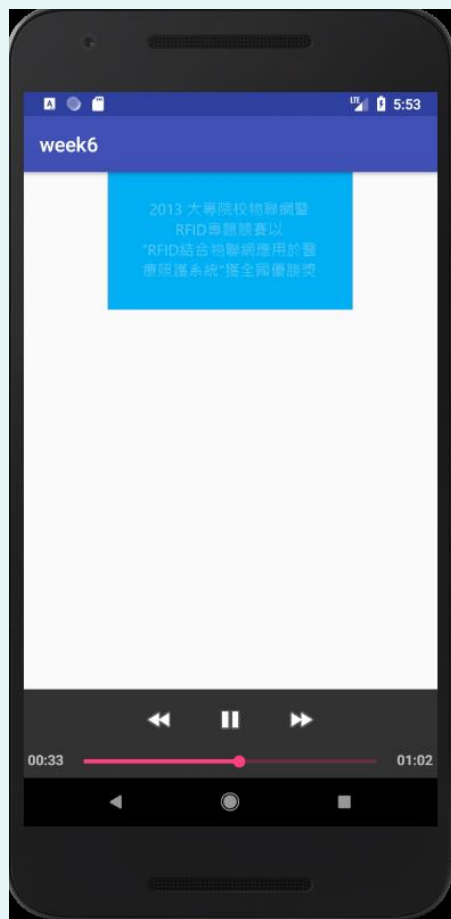 LTE 5:53
week6
2013 大專院校物聯網暨
RFID專題競賽以
"RFID結合物聯網應用於醫
療照護系統"獲全國優勝獎
00:33 01:02